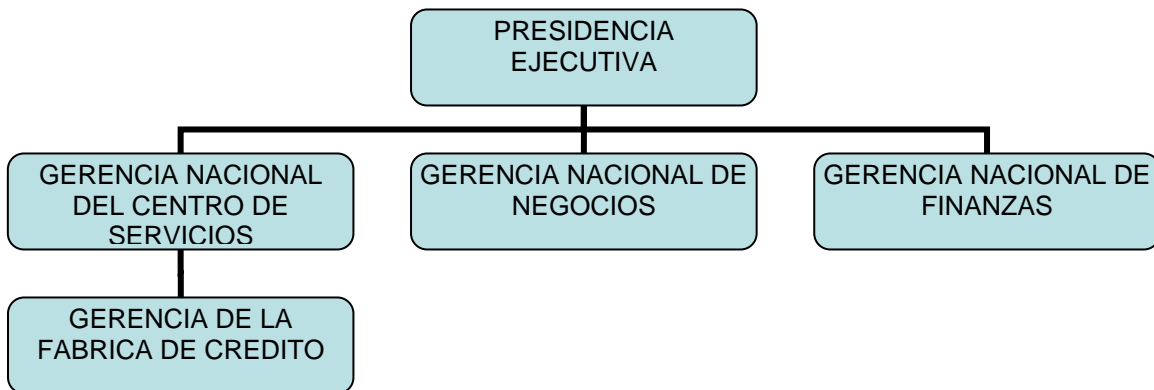 PRESIDENCIA
EJECUTIVA
GERENCIA NACIONAL
DEL CENTRO DE
SERVICIOS
GERENCIA NACIONAL DE
NEGOCIOS
GERENCIA NACIONAL DE
FINANZAS
GERENCIA DE LA
FABRICA DE CREDITO